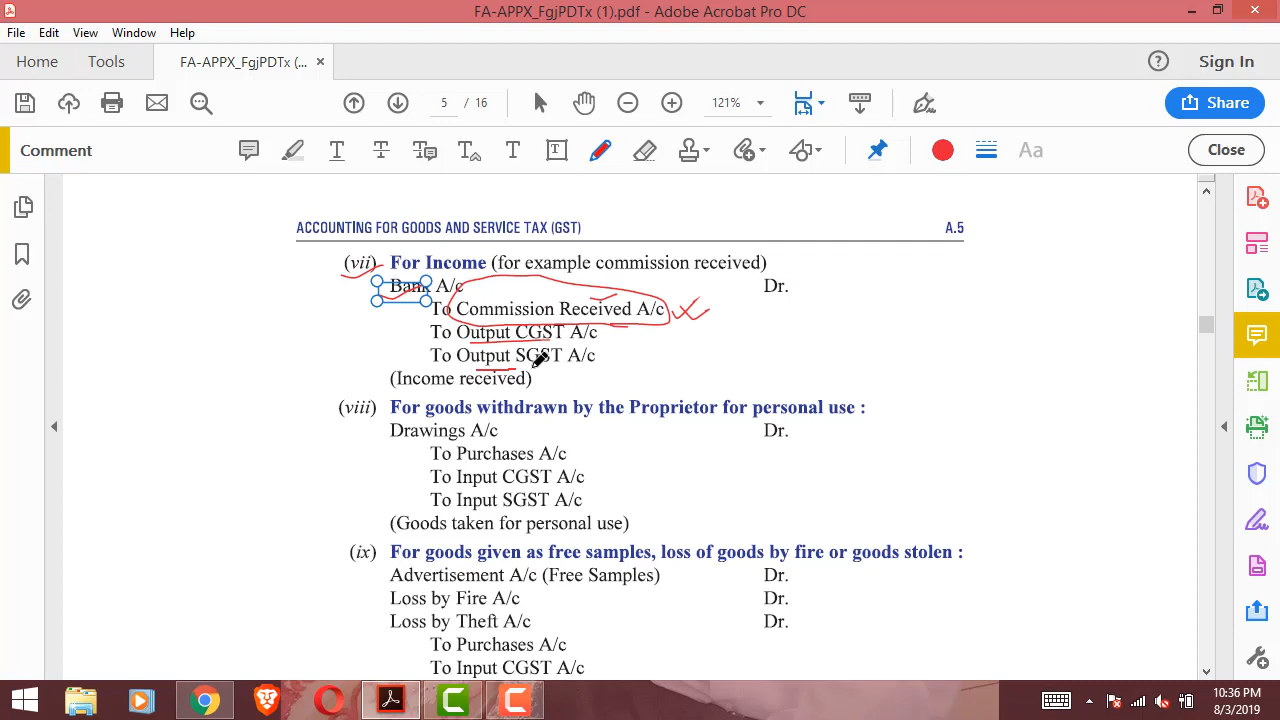 FA-APPX_FgjPDTx (1).pdf - Adobe Acrobat Pro DC
File Edit View Window Help
Home Tools FA-APPX_FgjPDTx (... × Sign In
5 / 16 121% Share
Comment T T T T T Aa Close
ACCOUNTING FOR GOODS AND SERVICE TAX (GST) A.5
(vii) For Income (for example commission received)
Bank A/c Dr.
To Commission Received A/c
To Output CGST A/c
To Output SGST A/c
(Income received)
(viii) For goods withdrawn by the Proprietor for personal use :
Drawings A/c Dr.
To Purchases A/c
To Input CGST A/c
To Input SGST A/c
(Goods taken for personal use)
(ix) For goods given as free samples, loss of goods by fire or goods stolen :
Advertisement A/c (Free Samples) Dr.
Loss by Fire A/c Dr.
Loss by Theft A/c Dr.
To Purchases A/c
To Input CGST A/c
10:36 PM
8/3/2019